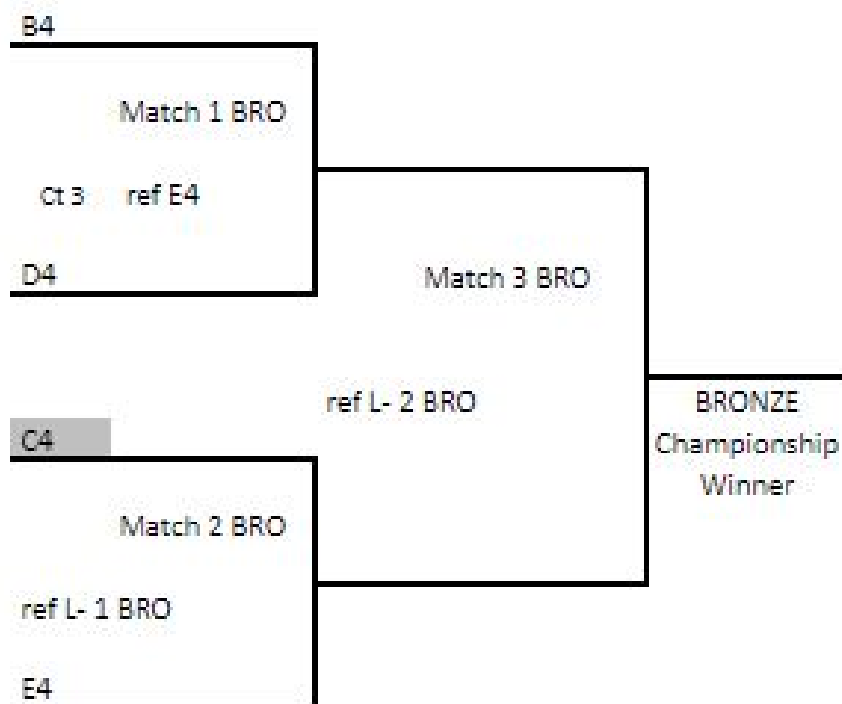 B4
Match 1 BRO
Ct 3 ref E4
D4
Match 3 BRO
ref L- 2 BRO
BRONZE
Championship
Winner
C4
Match 2 BRO
ref L- 1 BRO
E4